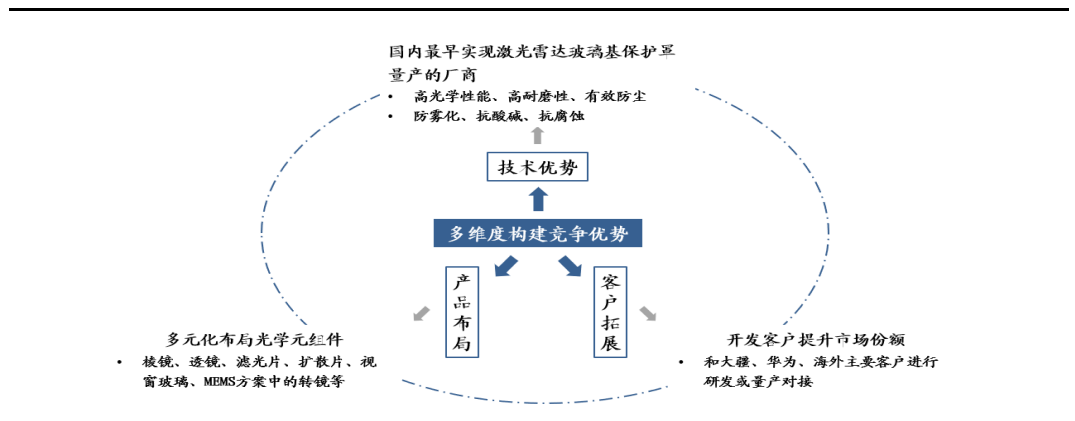 国内最早实现激光雷达玻璃基保护罩
量产的厂商
• 高光学性能、高耐磨性、有效防尘
• 防雾化、抗酸碱、抗腐蚀
技术优势
多维度构建竞争优势
产品布局
客户拓展
多元化布局光学元组件
• 棱镜、透镜、滤光片、扩散片、视
窗玻璃、MEMS方案中的转镜等
开发客户提升市场份额
• 和大疆、华为、海外主要客户进行
研发或量产对接